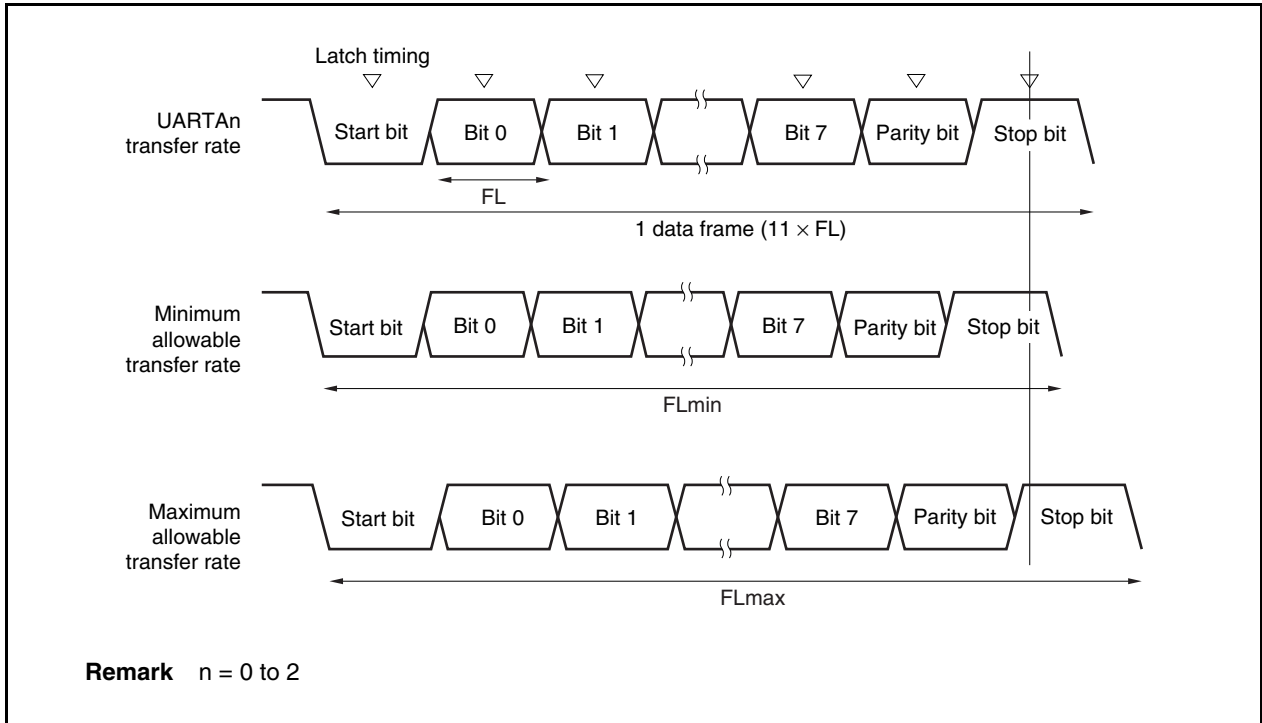 Latch timing
UARTAn
transfer rate
Start bit
Bit 0
Bit 1
Bit 7
Parity bit
Stop bit
FL
1 data frame (11 × FL)
Minimum
allowable
transfer rate
Start bit
Bit 0
Bit 1
Bit 7
Parity bit
Stop bit
FLmin
Maximum
allowable
transfer rate
Start bit
Bit 0
Bit 1
Bit 7
Parity bit
Stop bit
FLmax
Remark n = 0 to 2